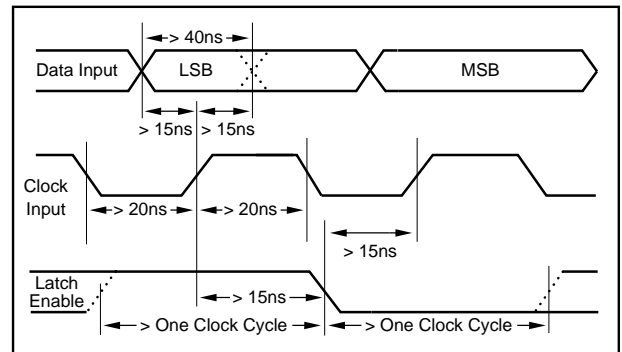 > 40ns
Data Input
LSB
MSB
> 15ns
> 15ns
Clock
Input
> 20ns
> 20ns
> 15ns
Latch
Enable
> 15ns
> One Clock Cycle
> One Clock Cycle